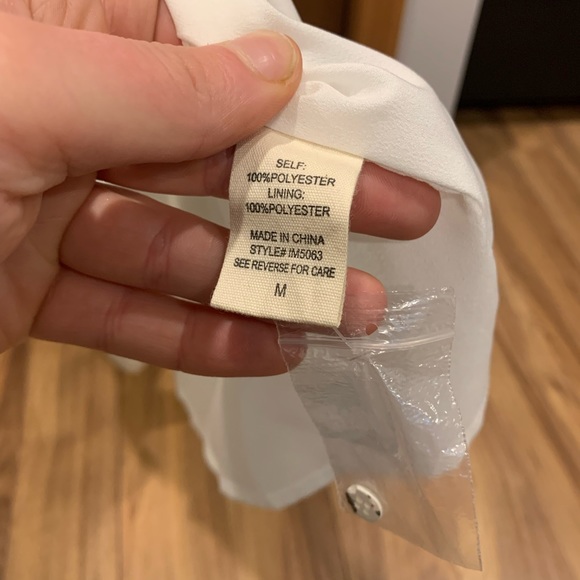 SELF:
100%POLYESTER
LINING:
100%POLYESTER
MADE IN CHINA
STYLE# IM5063
SEE REVERSE FOR CARE
M